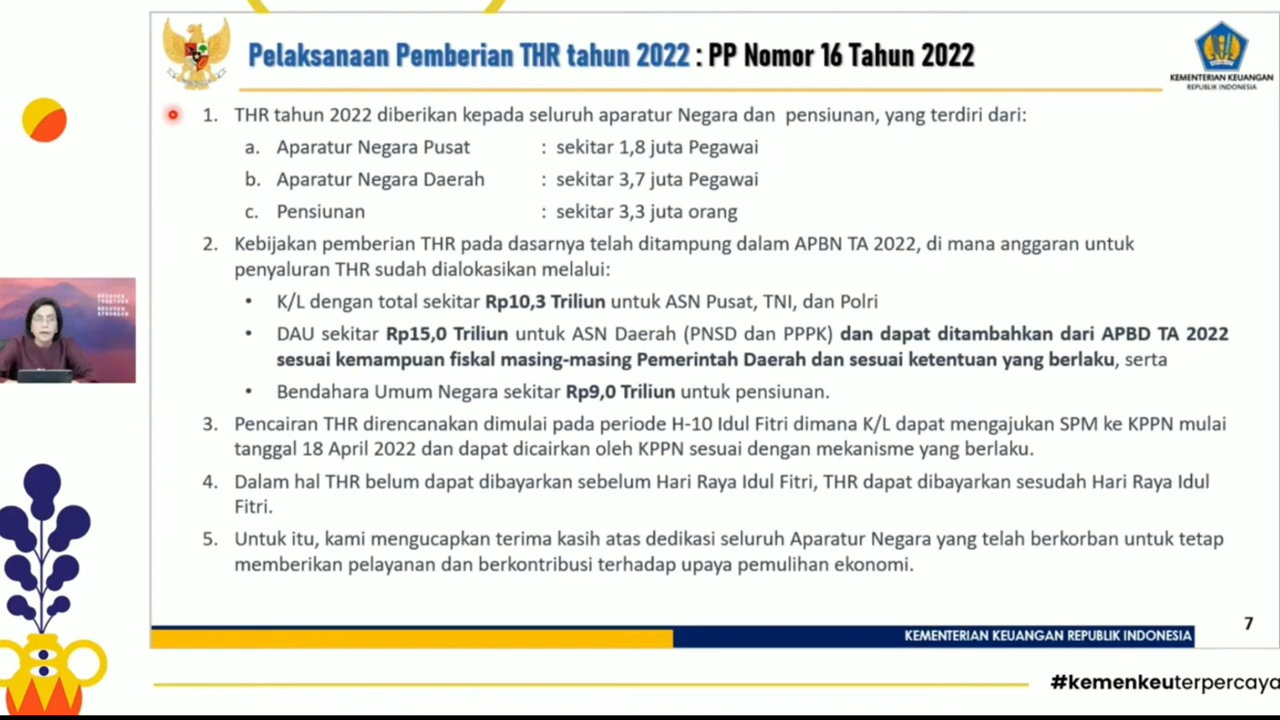 Pelaksanaan Pemberian THR tahun 2022 : PP Nomor 16 Tahun 2022
KEMENTERIAN KEUANGAN
REPUBLIK INDONESIA
1. THR tahun 2022 diberikan kepada seluruh aparatur Negara dan pensiunan, yang terdiri dari:
a. Aparatur Negara Pusat : sekitar 1,8 juta Pegawai
b. Aparatur Negara Daerah : sekitar 3,7 juta Pegawai
c. Pensiunan : sekitar 3,3 juta orang
2. Kebijakan pemberian THR pada dasarnya telah ditampung dalam APBN TA 2022, di mana anggaran untuk
penyaluran THR sudah dialokasikan melalui:
• K/L dengan total sekitar Rp10,3 Triliun untuk ASN Pusat, TNI, dan Polri
• DAU sekitar Rp15,0 Triliun untuk ASN Daerah (PNSD dan PPPK) dan dapat ditambahkan dari APBD TA 2022
sesuai kemampuan fiskal masing-masing Pemerintah Daerah dan sesuai ketentuan yang berlaku, serta
• Bendahara Umum Negara sekitar Rp9,0 Triliun untuk pensiunan.
3. Pencairan THR direncanakan dimulai pada periode H-10 Idul Fitri dimana K/L dapat mengajukan SPM ke KPPN mulai
tanggal 18 April 2022 dan dapat dicairkan oleh KPPN sesuai dengan mekanisme yang berlaku.
4. Dalam hal THR belum dapat dibayarkan sebelum Hari Raya Idul Fitri, THR dapat dibayarkan sesudah Hari Raya Idul
Fitri.
5. Untuk itu, kami mengucapkan terima kasih atas dedikasi seluruh Aparatur Negara yang telah berkorban untuk tetap
memberikan pelayanan dan berkontribusi terhadap upaya pemulihan ekonomi.
7
KEMENTERIAN KEUANGAN REPUBLIK INDONESIA
#kemenkeuterpercaya